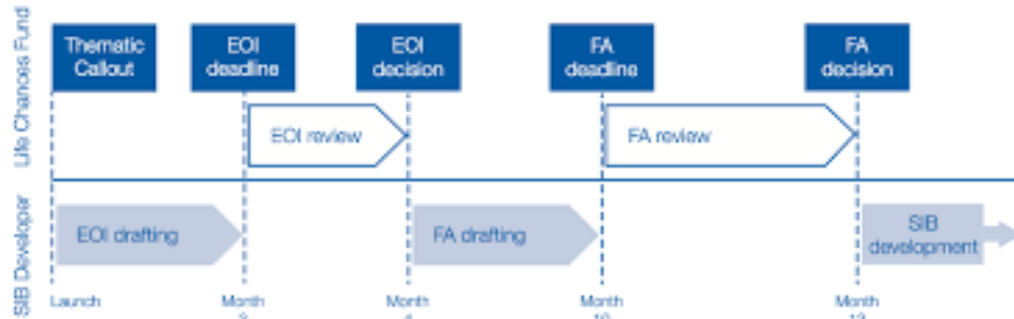 Life Chances Fund
Thematic
Callout
EOI
deadline
EOI
decision
FA
deadline
FA
decision
EOI review
FA review
SIB Developer
EOI drafting
FA drafting
SIB
development
Launch
Month
Month
Month
Month